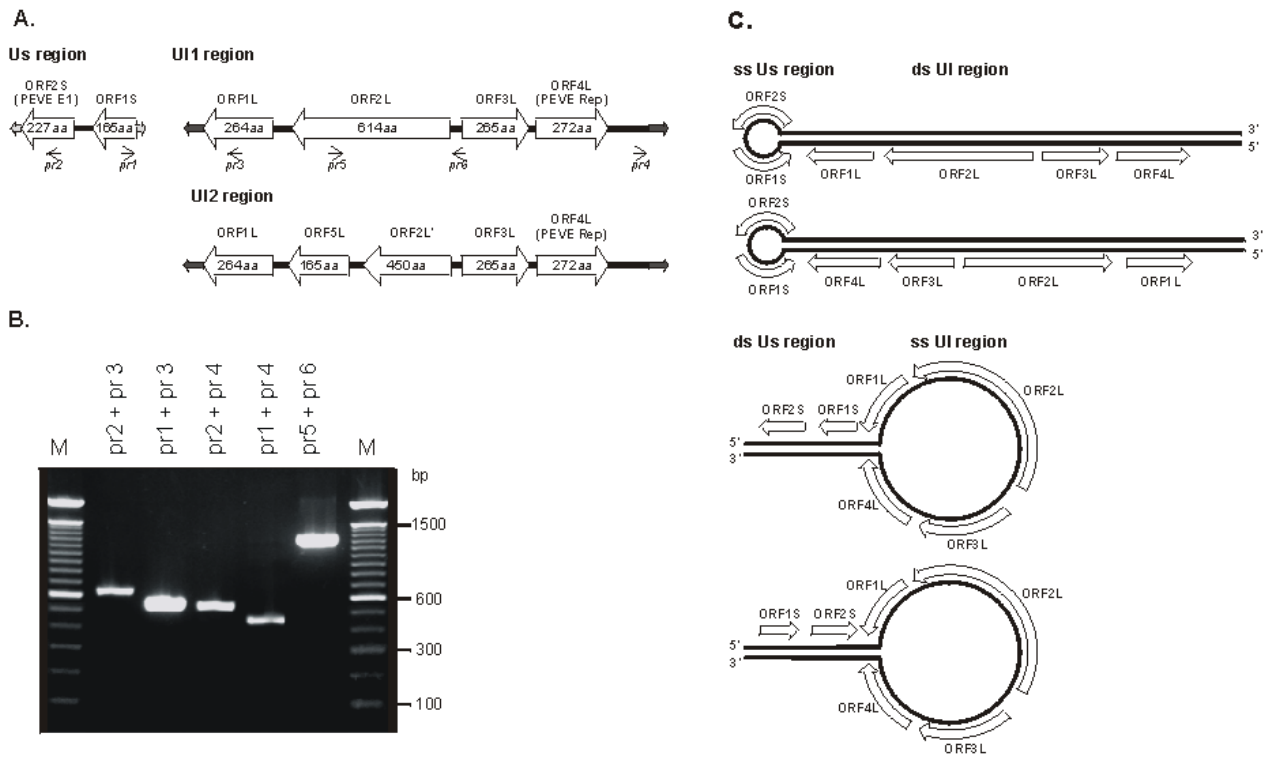 A.
Us region
Ul1 region
ORF2S
(PEVE E1)
ORF1S
ORF1L
ORF2L
ORF3L
ORF4L
(PEVE Rep)
227aa
165aa
264aa
614aa
265aa
272aa
pr2
pr1
pr3
pr5
pr6
pr4
Ul2 region
ORF1L
ORF5L
ORF2L'
ORF3L
ORF4L
(PEVE Rep)
264aa
165aa
450aa
265aa
272aa
B.
M
pr2 + pr 3
pr1 + pr 3
pr2 + pr 4
pr1 + pr 4
pr5 + pr 6
M
bp
1500
600
300
100
C.
ss Us region
ds Ul region
ORF2S
3'
5'
ORF1S
ORF1L
ORF2L
ORF3L
ORF4L
ORF2S
3'
5'
ORF1S
ORF4L
ORF3L
ORF2L
ORF1L
ds Us region
ss Ul region
ORF1L
ORF2L
ORF2S
ORF1S
5'
3'
ORF4L
ORF3L
ORF1L
ORF2L
ORF1S
ORF2S
5'
3'
ORF4L
ORF3L